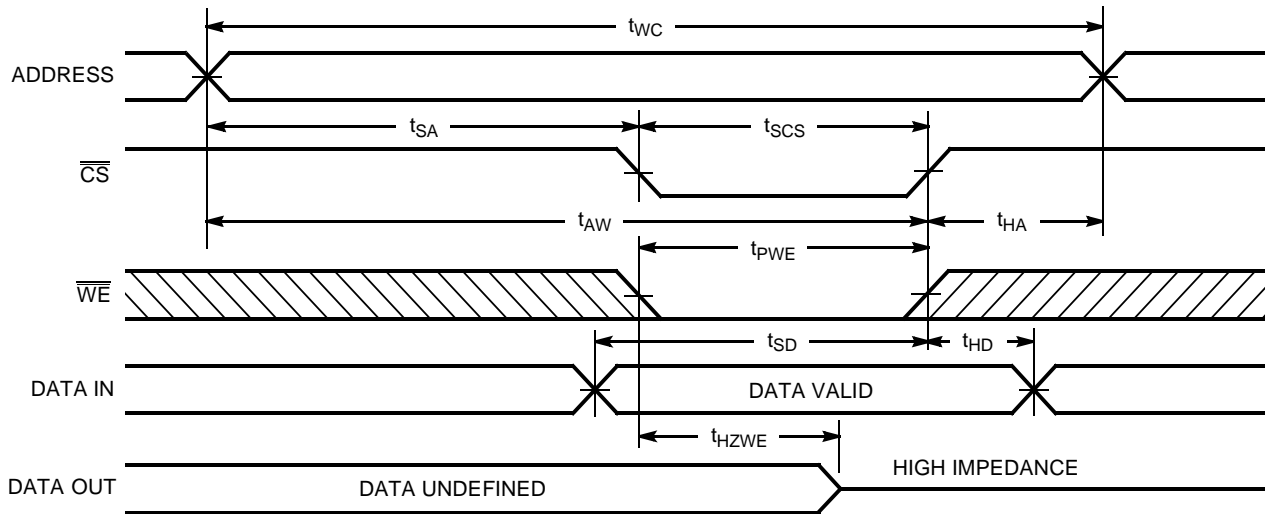 tWC
ADDRESS
tSA
tSCS
CS
tAW
tHA
tPWE
WE
tSD
tHD
DATA IN
DATA VALID
tHZWE
HIGH IMPEDANCE
DATA OUT
DATA UNDEFINED